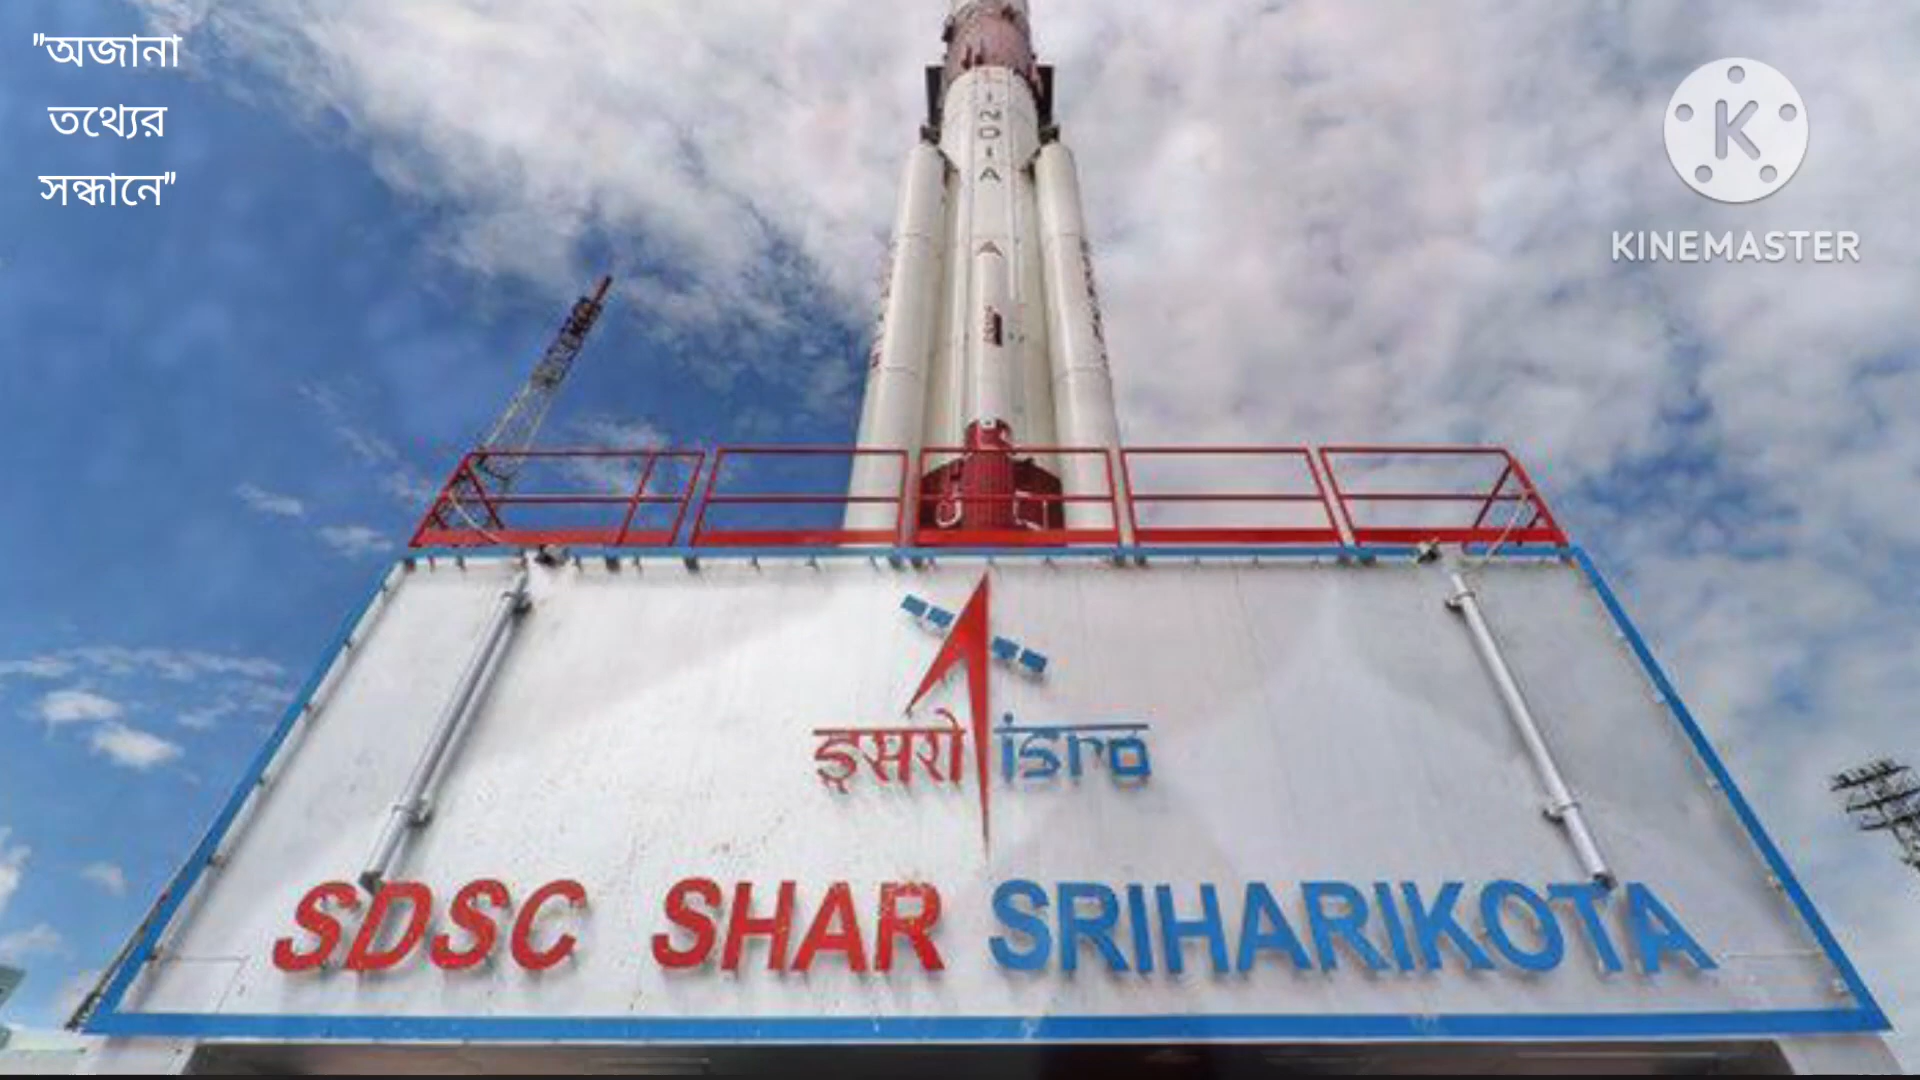 "অজানা
তথ্যের
সন্ধানে"
KINEMASTER
INDIA
इसरो isro
SDSC SHAR SRIHARIKOTA